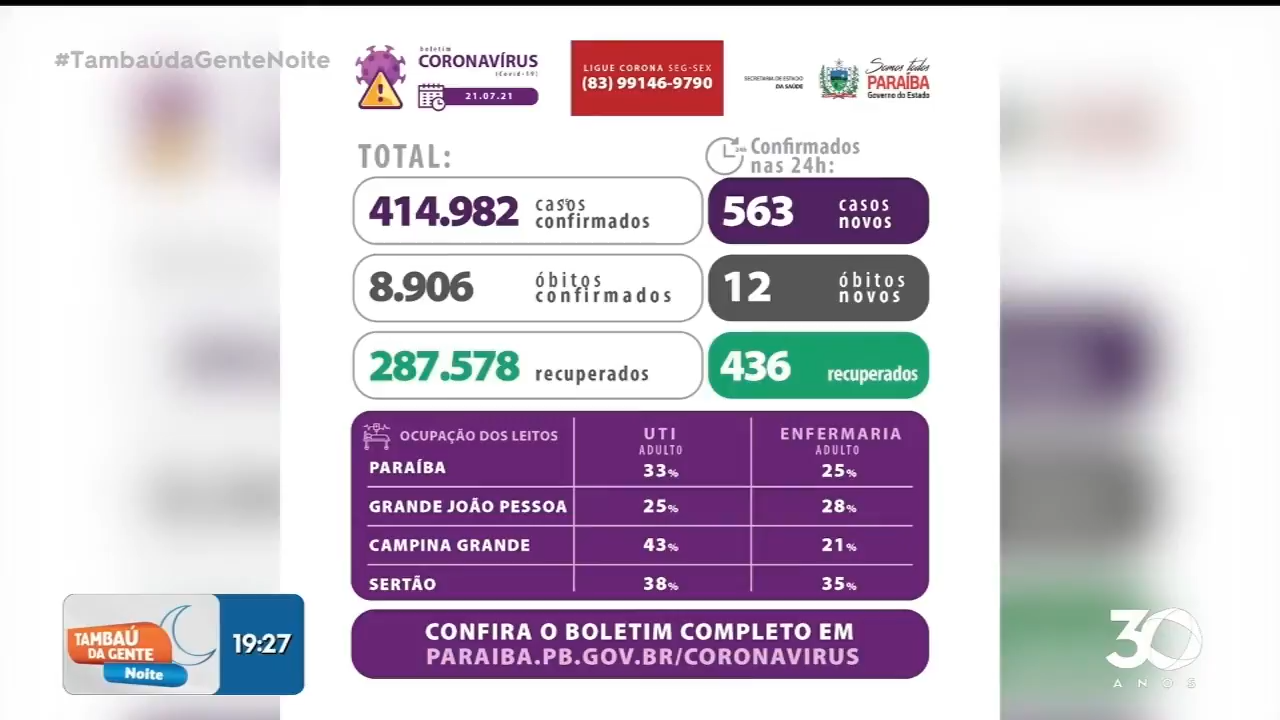 #TambaúdaGenteNoite
boletim
CORONAVÍRUS
(Covid-19)
21.07.21
LIGUE CORONA SEG-SEX
(83) 99146-9790
SECRETARIA DE ESTADO
DA SAÚDE
Somos todos
PARAÍBA
Governo do Estado
TOTAL:
24h
Confirmados
nas 24h:
414.982 casos
confirmados
563 casos
novos
8.906 óbitos
confirmados
12 óbitos
novos
287.578 recuperados
436 recuperados
OCUPAÇÃO DOS LEITOS UTI ENFERMARIA
ADULTO ADULTO
PARAÍBA 33% 25%
GRANDE JOÃO PESSOA 25% 28%
CAMPINA GRANDE 43% 21%
SERTÃO 38% 35%
CONFIRA O BOLETIM COMPLETO EM
PARAIBA.PB.GOV.BR/CORONAVIRUS
TAMBAÚ
DA GENTE
Noite
19:27
30
ANOS